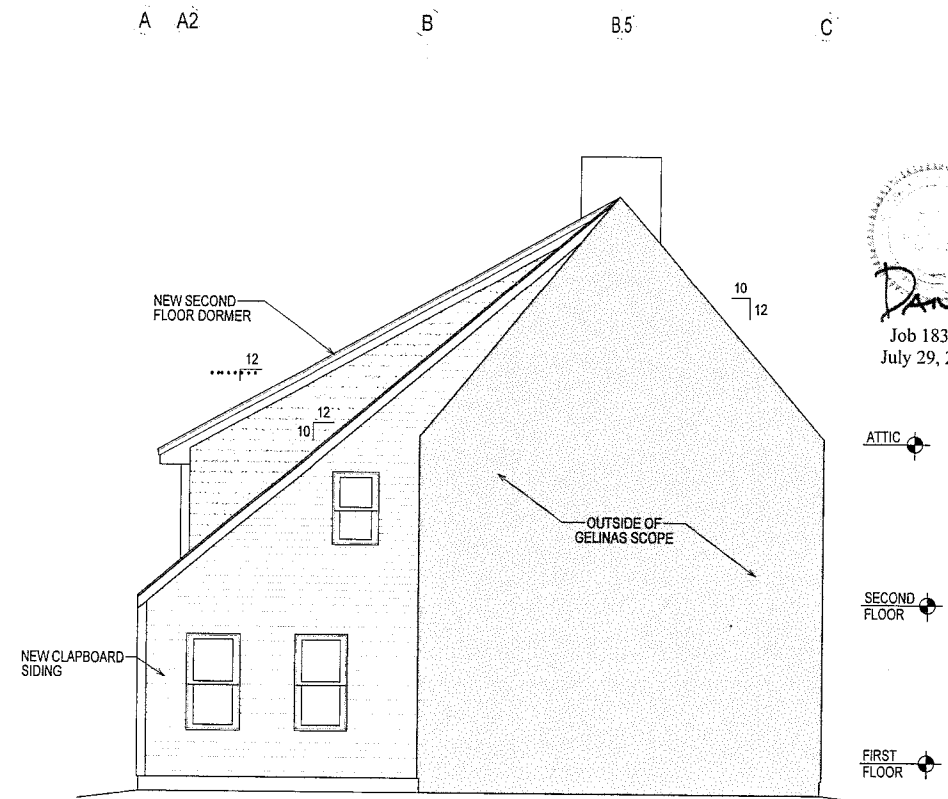 A A2 B B.5 C
NEW SECOND
FLOOR DORMER
12
12
10
10
12
Job 183
July 29, 2
ATTIC
OUTSIDE OF
GELINAS SCOPE
SECOND
FLOOR
NEW CLAPBOARD
SIDING
FIRST
FLOOR